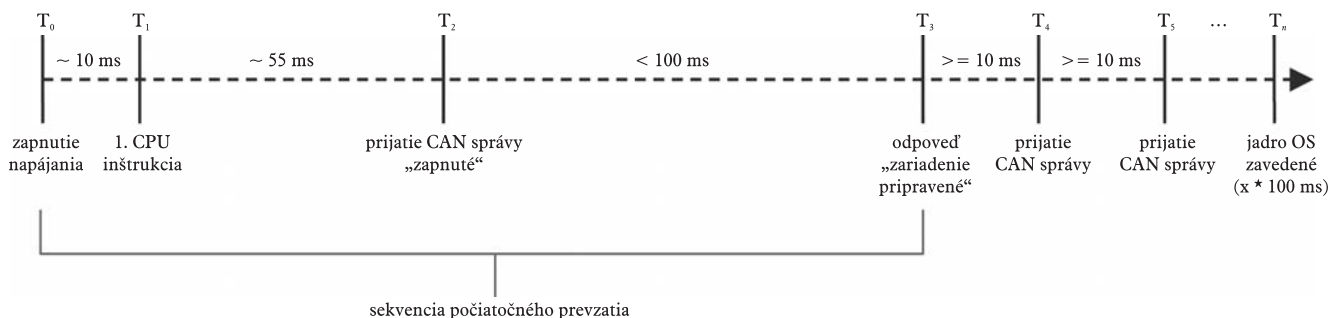 T₀ T₁ T₂ T₃ T₄ T₅ ... Tₙ
~ 10 ms ~ 55 ms < 100 ms >= 10 ms >= 10 ms
zapnutie
napájania
1. CPU
inštrukcia
prijatie CAN správy
„zapnuté“
odpoveď
„zariadenie
pripravené“
prijatie
CAN správy
prijatie
CAN správy
jadro OS
zavedené
(x * 100 ms)
sekvencia počiatočného prevzatia